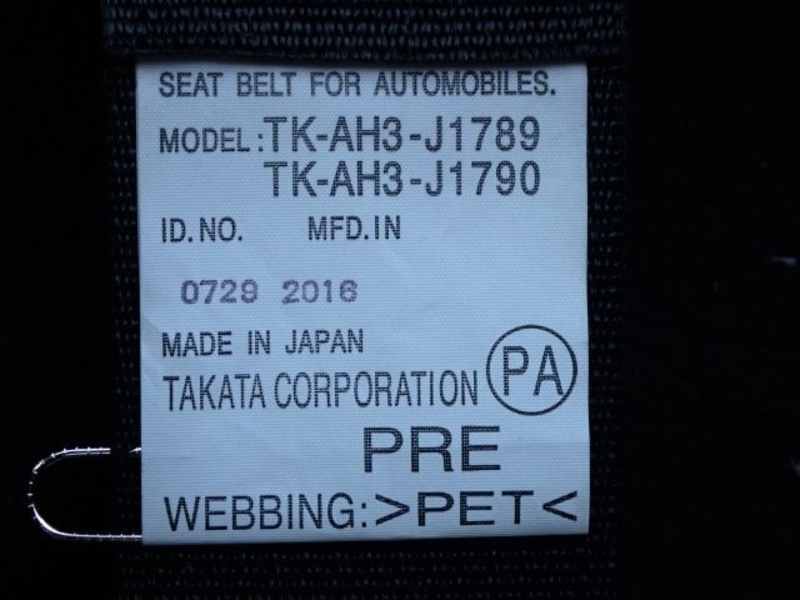 SEAT BELT FOR AUTOMOBILES.
MODEL:TK-AH3-J1789
TK-AH3-J1790
ID.NO. MFD.IN
0729 2016
MADE IN JAPAN
TAKATA CORPORATION PA
PRE
WEBBING:>PET<